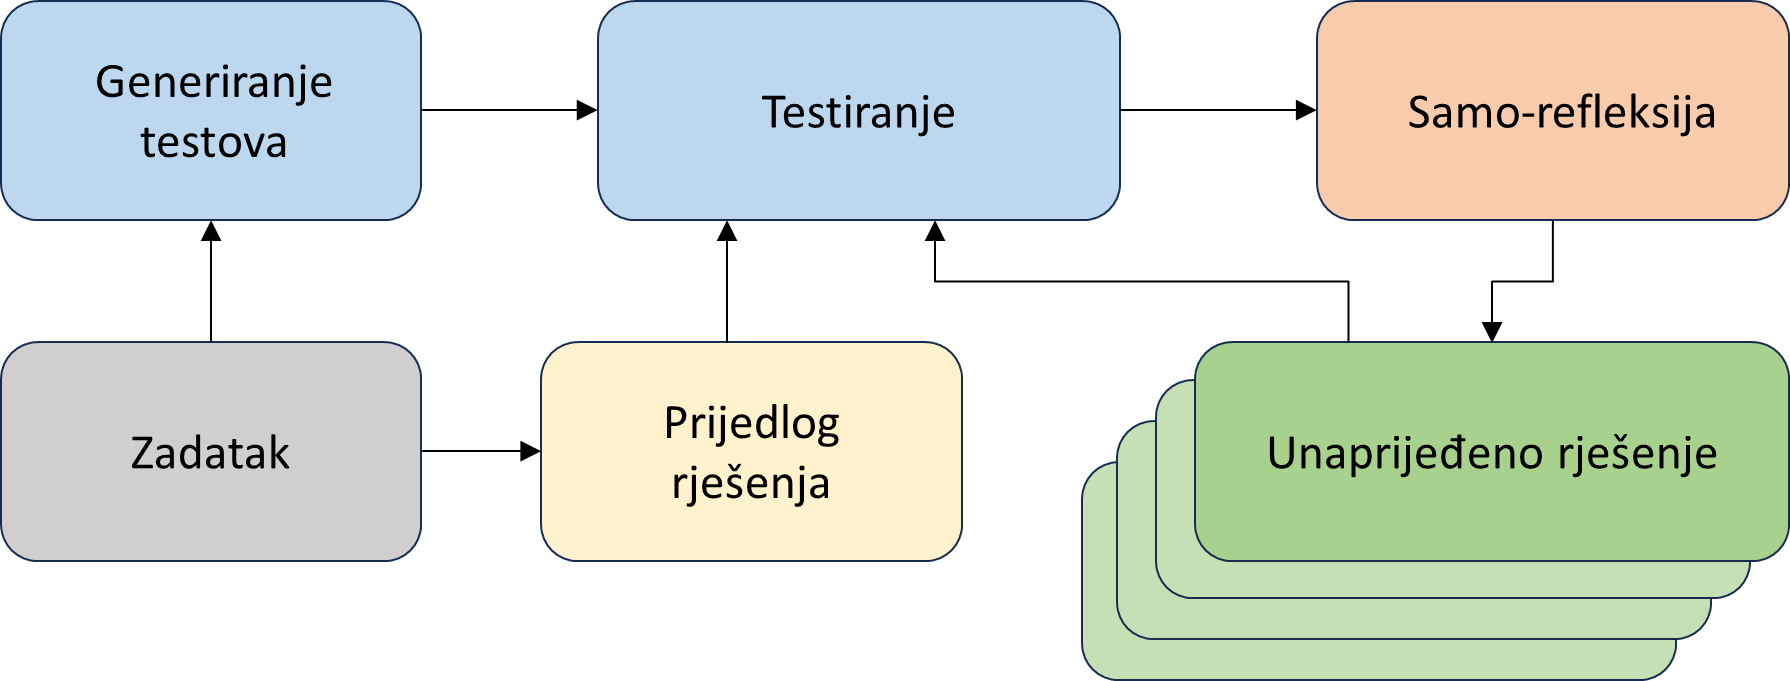 Generiranje
testova
Testiranje
Samo-refleksija
Zadatak
Prijedlog
rješenja
Unaprijeđeno rješenje